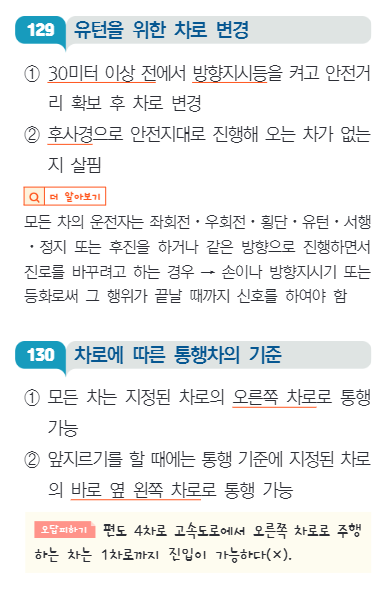 129 유턴을 위한 차로 변경
① 30미터 이상 전에서 방향지시등을 켜고 안전거
리 확보 후 차로 변경
② 후사경으로 안전지대로 진행해 오는 차가 없는
지 살핌
더 알아보기
모든 차의 운전자는 좌회전・우회전・횡단・유턴・서행
・정지 또는 후진을 하거나 같은 방향으로 진행하면서
진로를 바꾸려고 하는 경우 → 손이나 방향지시기 또는
등화로써 그 행위가 끝날 때까지 신호를 하여야 함
130 차로에 따른 통행차의 기준
① 모든 차는 지정된 차로의 오른쪽 차로로 통행
가능
② 앞지르기를 할 때에는 통행 기준에 지정된 차로
의 바로 옆 왼쪽 차로로 통행 가능
오답피하기 편도 4차로 고속도로에서 오른쪽 차로로 주행
하는 차는 1차로까지 진입이 가능하다(×).